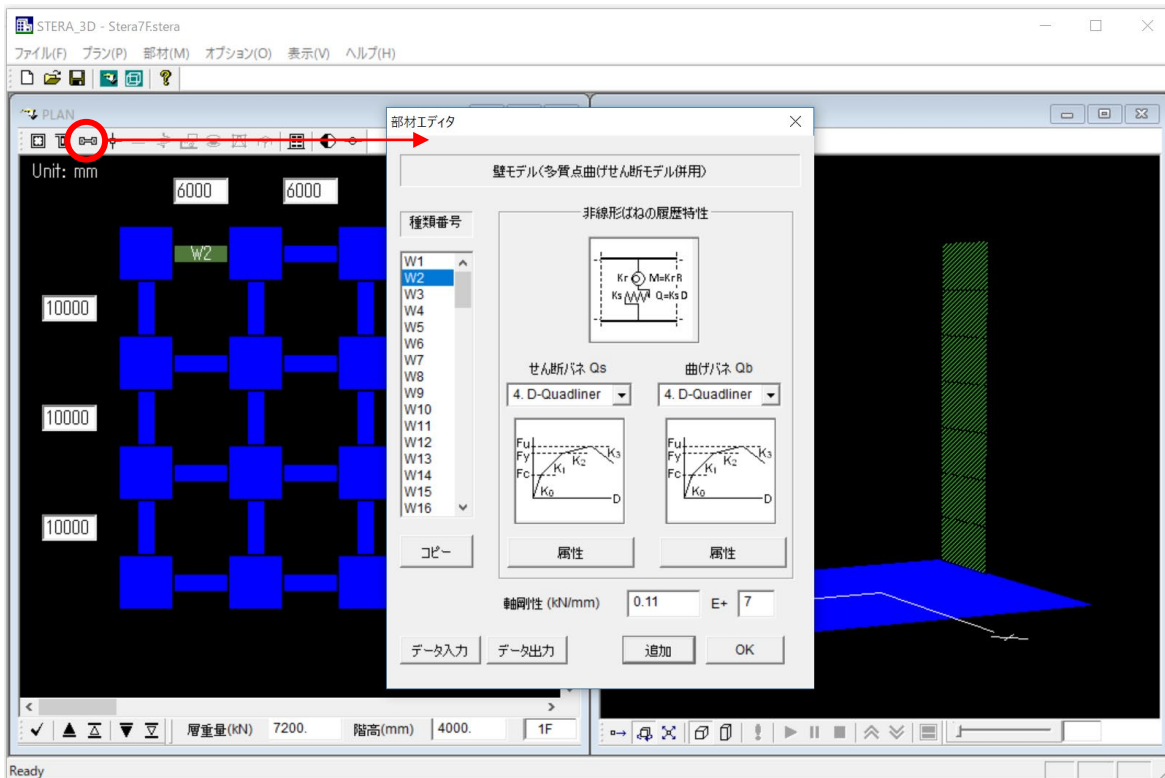 STERA_3D - Stera7F.stera
ファイル(F) プラン(P) 部材(M) オプション(O) 表示(V) ヘルプ(H)
PLAN
Unit: mm
6000 6000
W2
10000
10000
10000
部材エディタ
壁モデル(多質点曲げせん断モデル併用)
種類番号
W1
W2
W3
W4
W5
W6
W7
W8
W9
W10
W11
W12
W13
W14
W15
W16
コピー
非線形ばねの履歴特性
Kr M=KrR
Ks Q=KsD
せん断バネ Qs 曲げバネ Qb
4. D-Quadliner 4. D-Quadliner
Fu Fu
Fy K2 K3 Fy K2 K3
Fc K1 Fc K1
K0 D K0 D
属性 属性
軸剛性 (kN/mm) 0.11 E+ 7
データ入力 データ出力 追加 OK
層重量(kN) 7200. 階高(mm) 4000. 1F
Ready